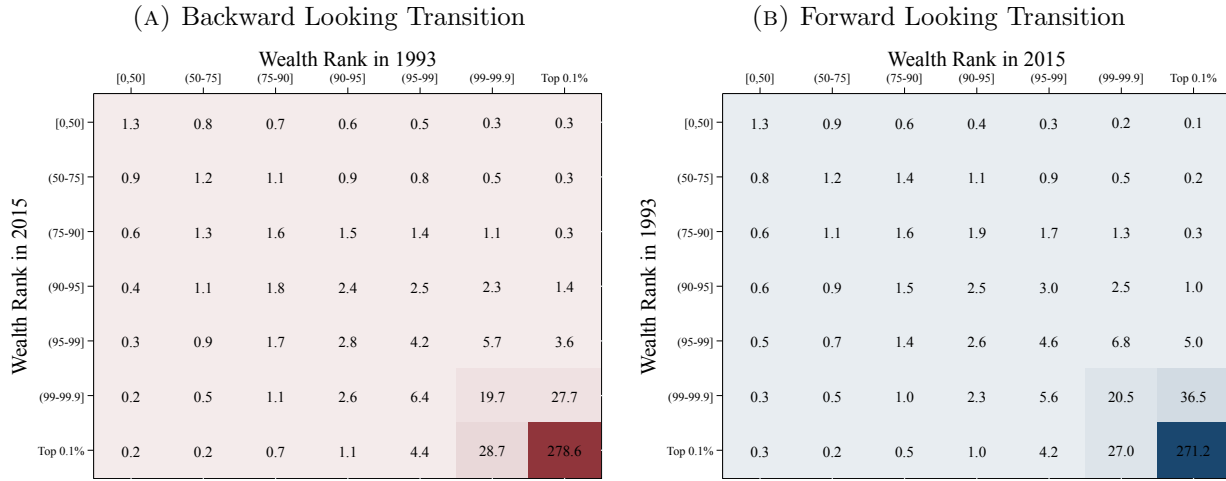 (A) Backward Looking Transition
Wealth Rank in 1993
[0,50] (50-75] (75-90] (90-95] (95-99] (99-99.9] Top 0.1%
Wealth Rank in 2015
[0,50] 1.3 0.8 0.7 0.6 0.5 0.3 0.3
(50-75] 0.9 1.2 1.1 0.9 0.8 0.5 0.3
(75-90] 0.6 1.3 1.6 1.5 1.4 1.1 0.3
(90-95] 0.4 1.1 1.8 2.4 2.5 2.3 1.4
(95-99] 0.3 0.9 1.7 2.8 4.2 5.7 3.6
(99-99.9] 0.2 0.5 1.1 2.6 6.4 19.7 27.7
Top 0.1% 0.2 0.2 0.7 1.1 4.4 28.7 278.6
(B) Forward Looking Transition
Wealth Rank in 2015
[0,50] (50-75] (75-90] (90-95] (95-99] (99-99.9] Top 0.1%
Wealth Rank in 1993
[0,50] 1.3 0.9 0.6 0.4 0.3 0.2 0.1
(50-75] 0.8 1.2 1.4 1.1 0.9 0.5 0.2
(75-90] 0.6 1.1 1.6 1.9 1.7 1.3 0.3
(90-95] 0.6 0.9 1.5 2.5 3.0 2.5 1.0
(95-99] 0.5 0.7 1.4 2.6 4.6 6.8 5.0
(99-99.9] 0.3 0.5 1.0 2.3 5.6 20.5 36.5
Top 0.1% 0.3 0.2 0.5 1.0 4.2 27.0 271.2